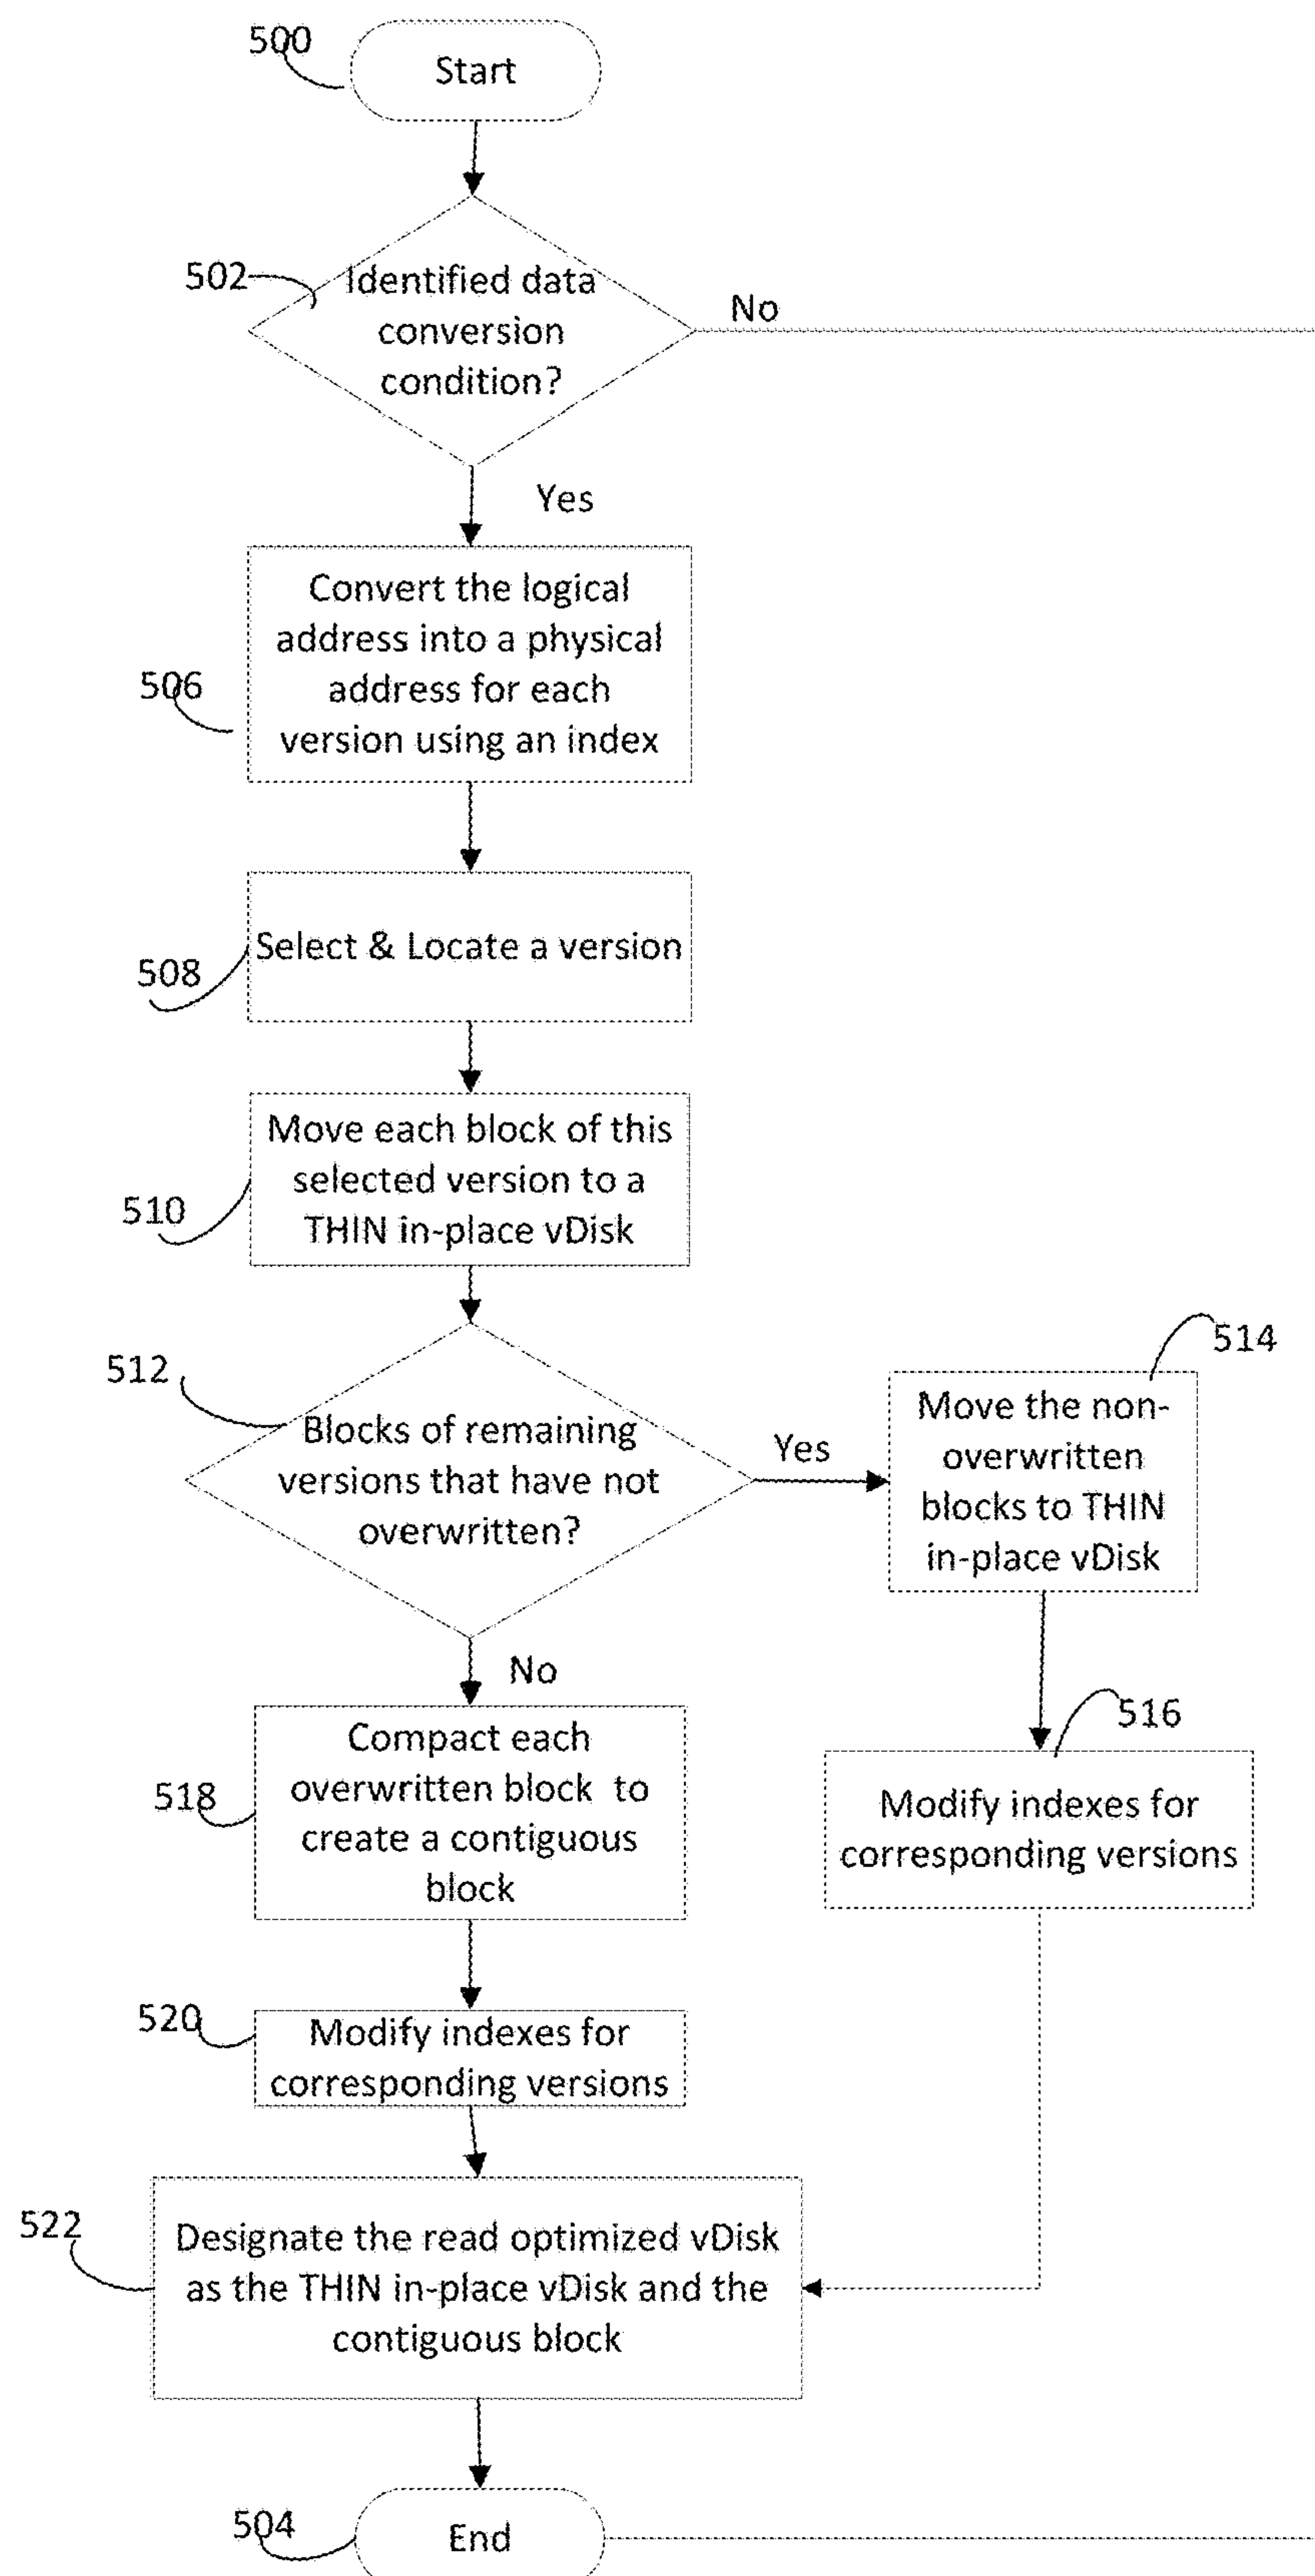 500
Start
502
Identified data
conversion
condition?
No
Yes
506
Convert the logical
address into a physical
address for each
version using an index
508
Select & Locate a version
510
Move each block of this
selected version to a
THIN in-place vDisk
512
Blocks of remaining
versions that have not
overwritten?
Yes
514
Move the non-
overwritten
blocks to THIN
in-place vDisk
No
516
Modify indexes for
corresponding versions
518
Compact each
overwritten block to
create a contiguous
block
520
Modify indexes for
corresponding versions
522
Designate the read optimized vDisk
as the THIN in-place vDisk and the
contiguous block
504
End